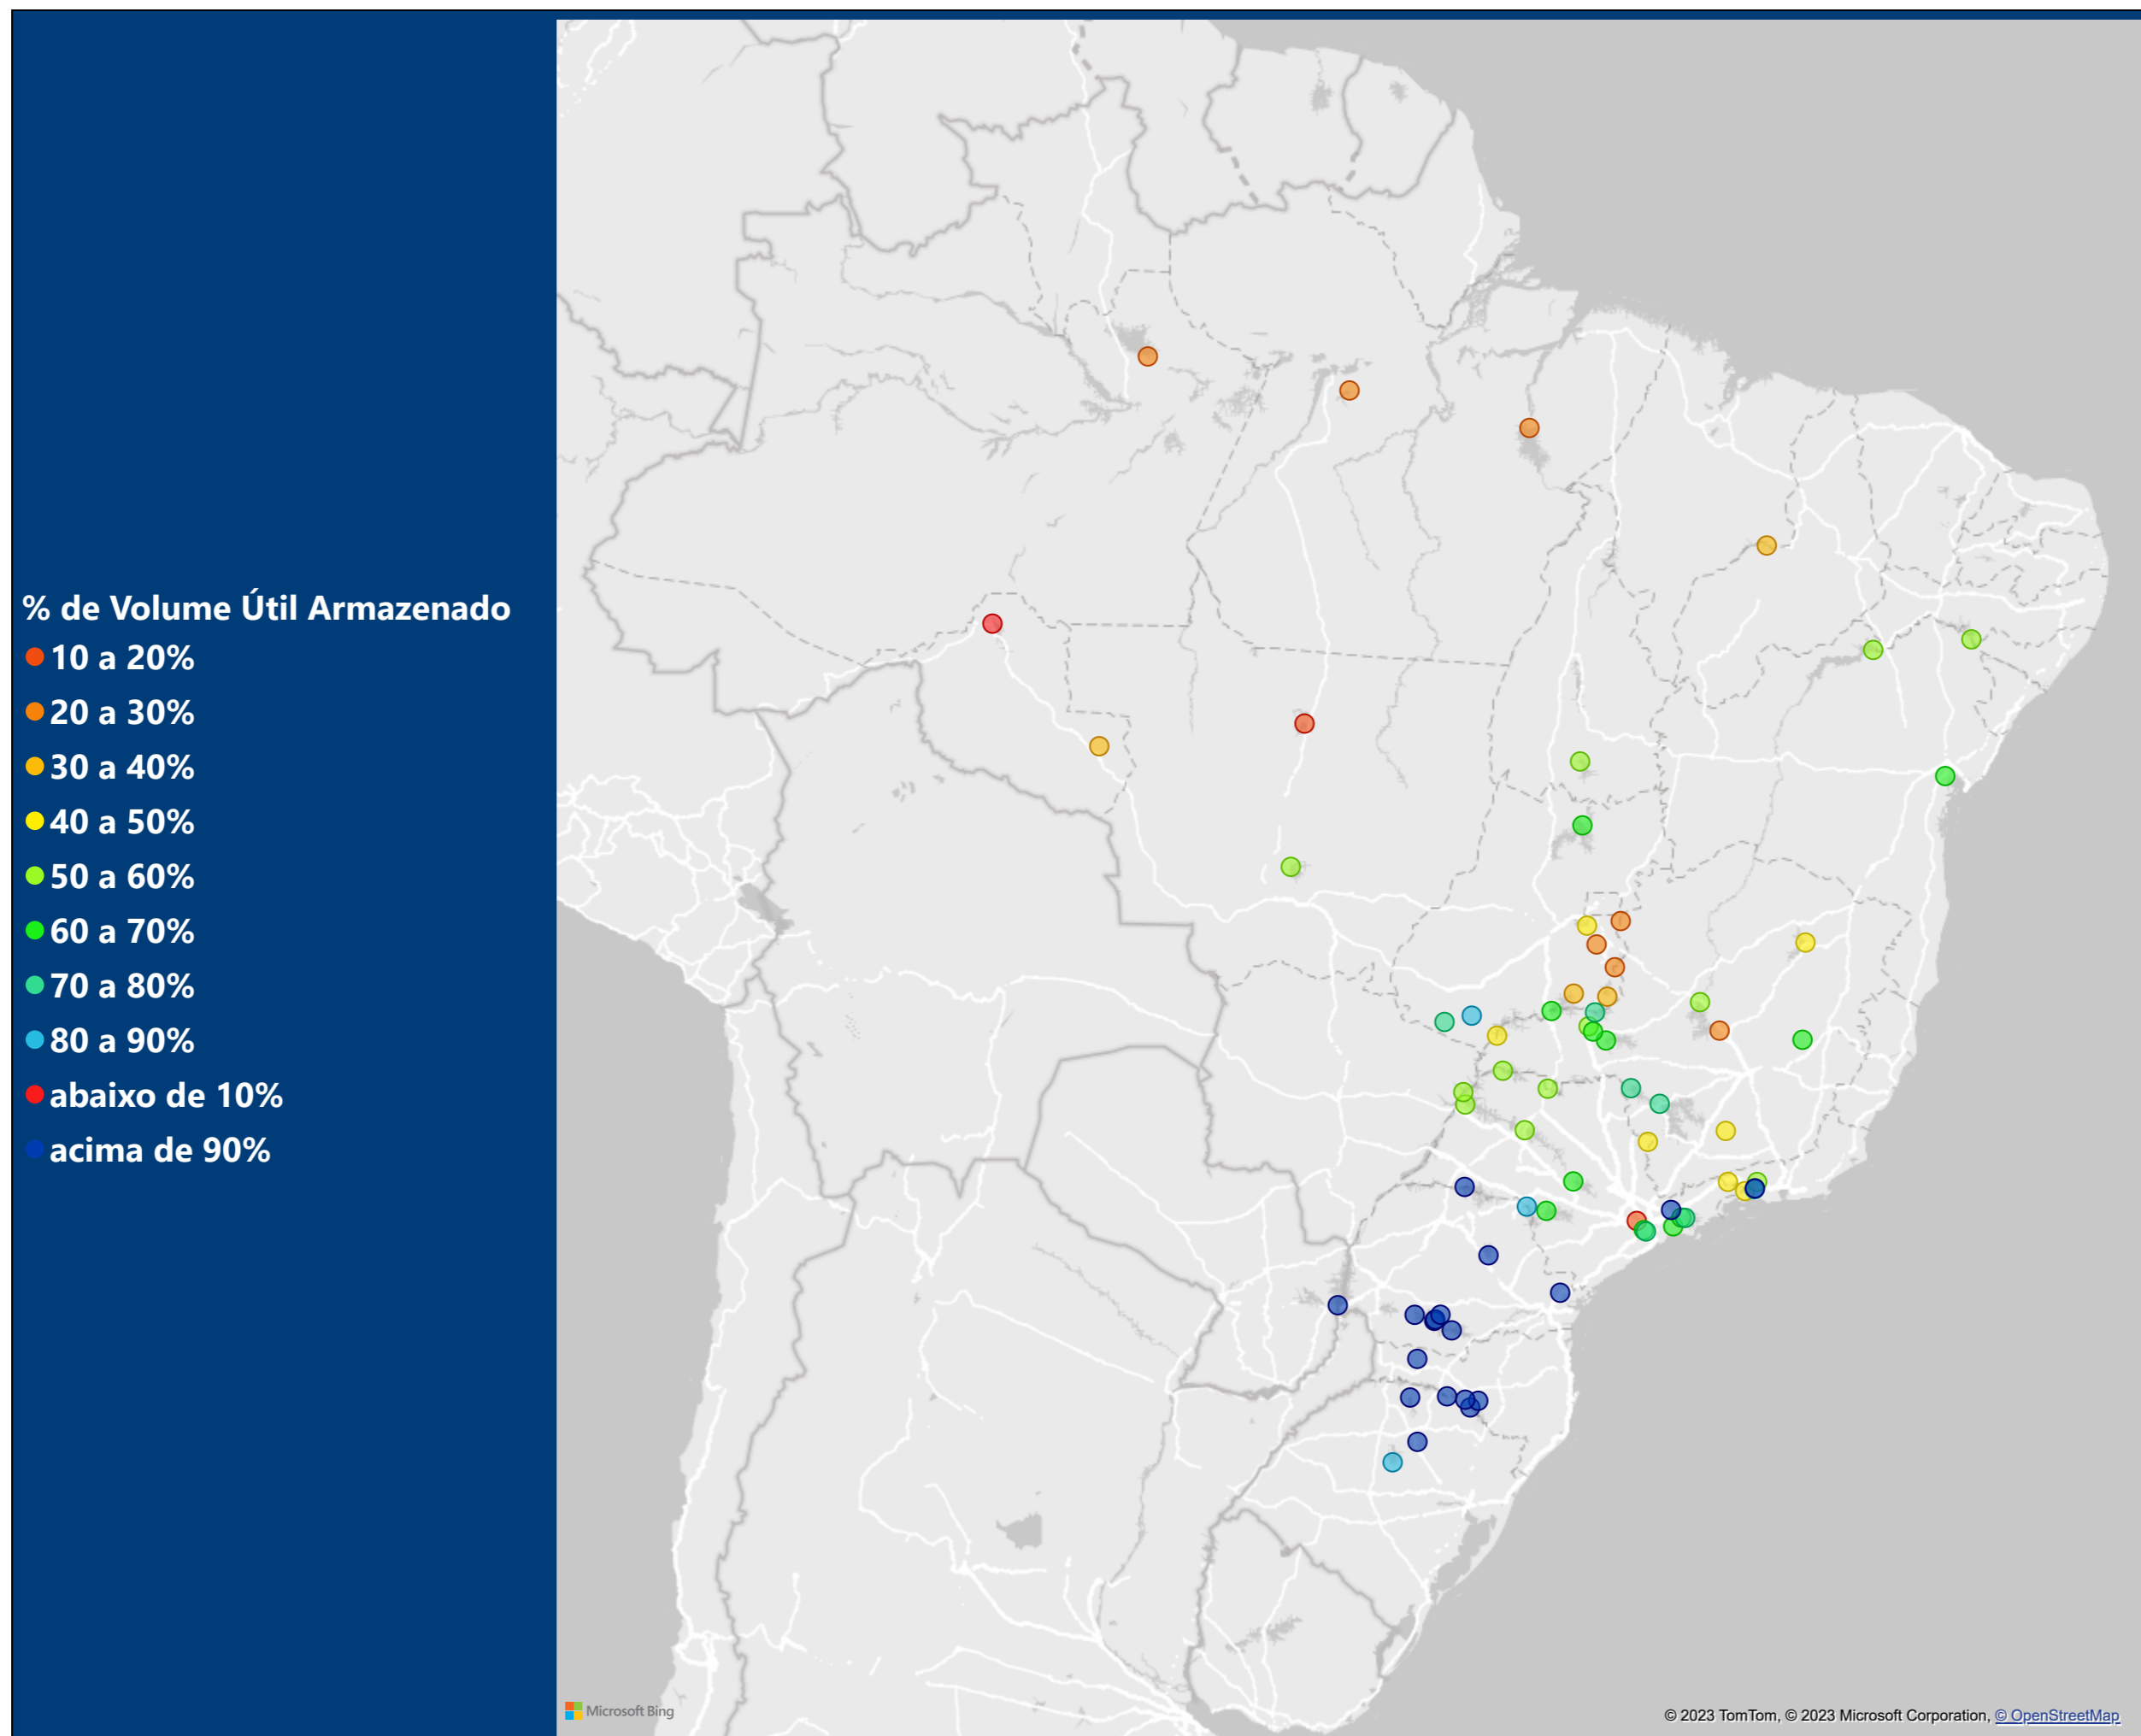 % de Volume Útil Armazenado
10 a 20%
20 a 30%
30 a 40%
40 a 50%
50 a 60%
60 a 70%
70 a 80%
80 a 90%
abaixo de 10%
acima de 90%
Microsoft Bing
© 2023 TomTom, © 2023 Microsoft Corporation, © OpenStreetMap